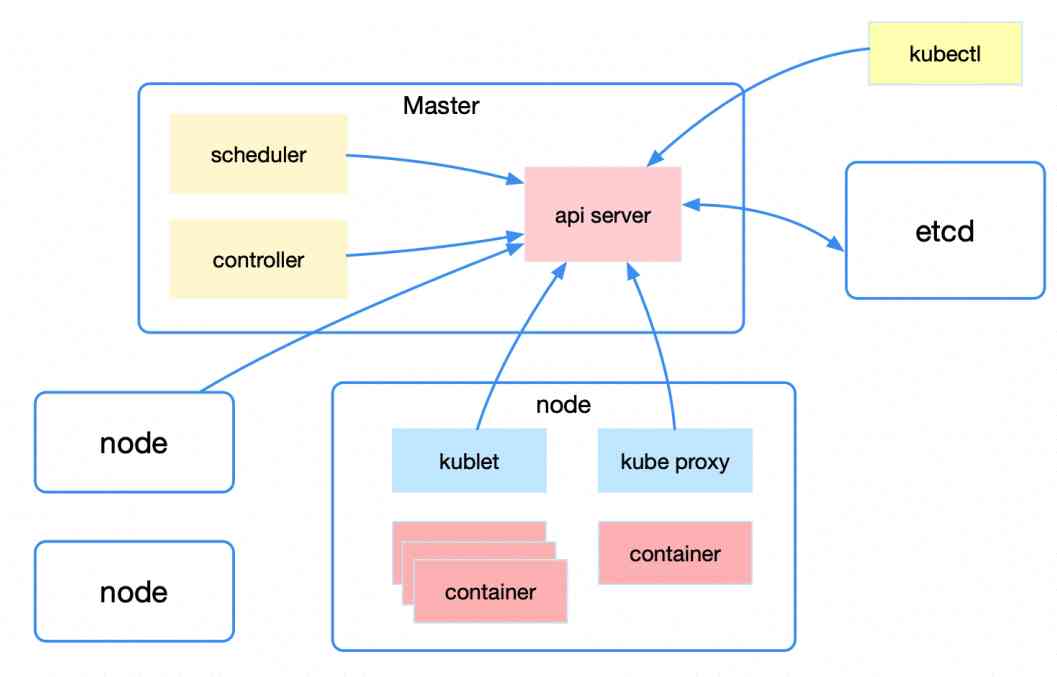 kubectl
Master
scheduler
api server
etcd
controller
node
node
kublet
kube proxy
container
container
node